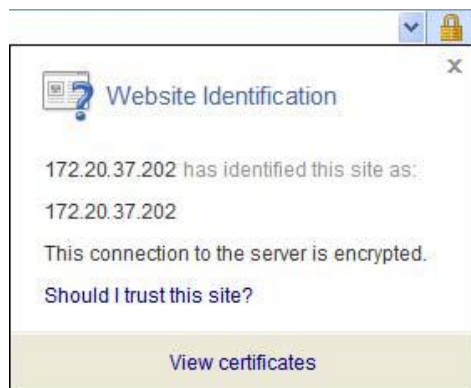 Website Identification
172.20.37.202 has identified this site as:
172.20.37.202
This connection to the server is encrypted.
Should I trust this site?
View certificates